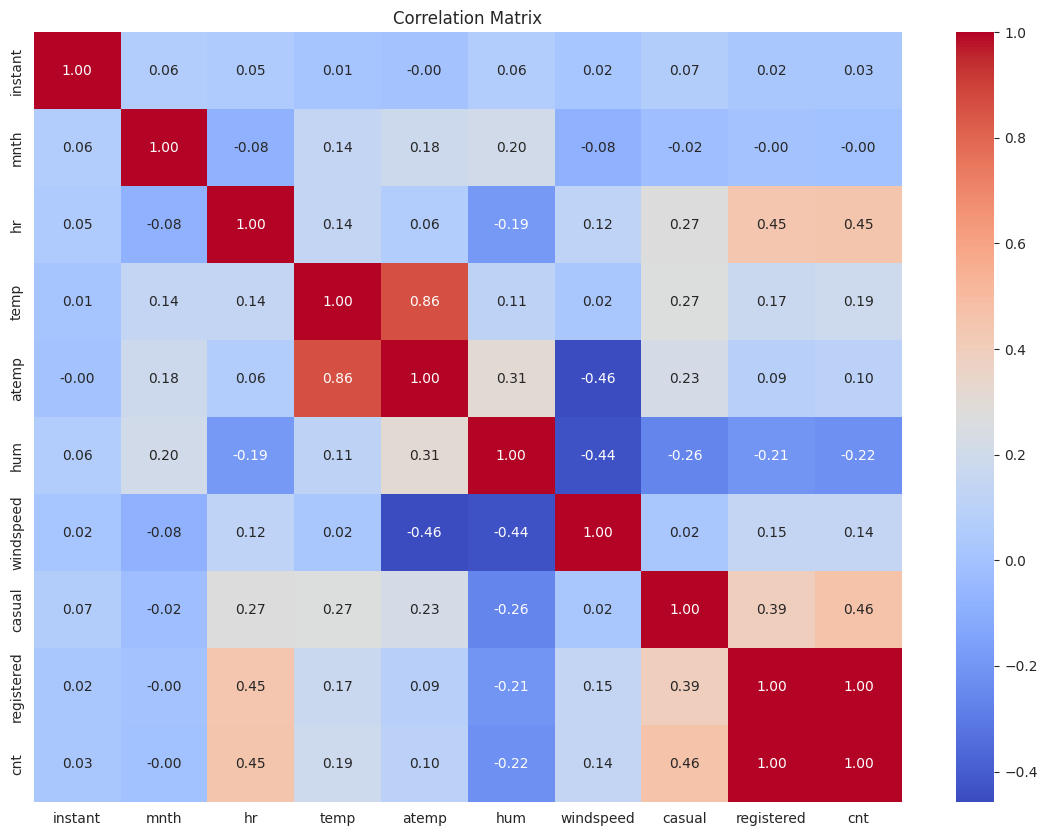 Correlation Matrix
instant 1.00 0.06 0.05 0.01 -0.00 0.06 0.02 0.07 0.02 0.03
mnth 0.06 1.00 -0.08 0.14 0.18 0.20 -0.08 -0.02 -0.00 -0.00
hr 0.05 -0.08 1.00 0.14 0.06 -0.19 0.12 0.27 0.45 0.45
temp 0.01 0.14 0.14 1.00 0.86 0.11 0.02 0.27 0.17 0.19
atemp -0.00 0.18 0.06 0.86 1.00 0.31 -0.46 0.23 0.09 0.10
hum 0.06 0.20 -0.19 0.11 0.31 1.00 -0.44 -0.26 -0.21 -0.22
windspeed 0.02 -0.08 0.12 0.02 -0.46 -0.44 1.00 0.02 0.15 0.14
casual 0.07 -0.02 0.27 0.27 0.23 -0.26 0.02 1.00 0.39 0.46
registered 0.02 -0.00 0.45 0.17 0.09 -0.21 0.15 0.39 1.00 1.00
cnt 0.03 -0.00 0.45 0.19 0.10 -0.22 0.14 0.46 1.00 1.00
instant mnth hr temp atemp hum windspeed casual registered cnt
1.0
0.8
0.6
0.4
0.2
0.0
−0.2
−0.4